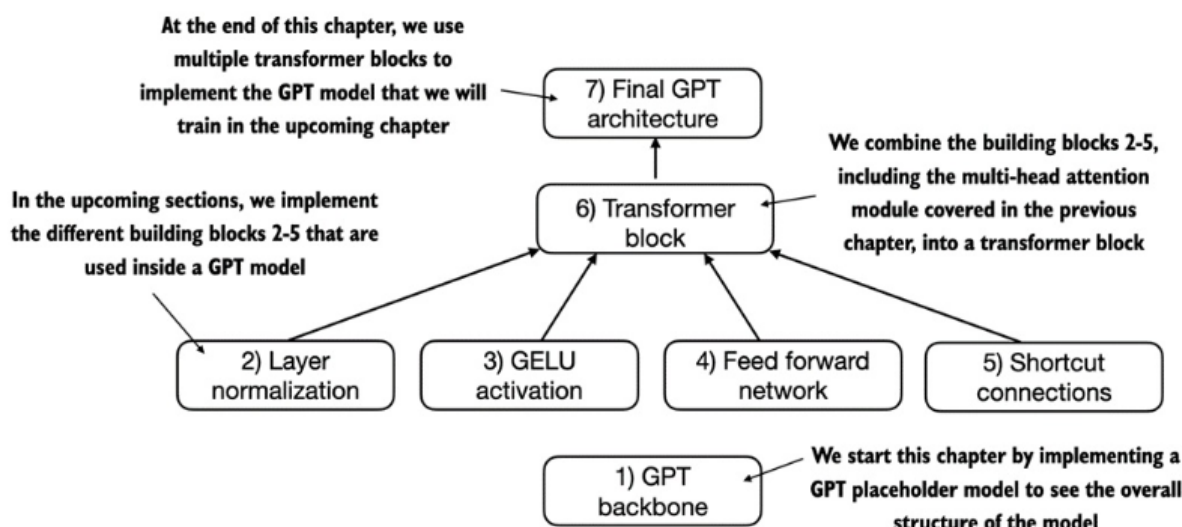 At the end of this chapter, we use
multiple transformer blocks to
implement the GPT model that we will
train in the upcoming chapter
7) Final GPT
architecture
We combine the building blocks 2-5,
including the multi-head attention
module covered in the previous
chapter, into a transformer block
6) Transformer
block
In the upcoming sections, we implement
the different building blocks 2-5 that are
used inside a GPT model
2) Layer
normalization
3) GELU
activation
4) Feed forward
network
5) Shortcut
connections
1) GPT
backbone
We start this chapter by implementing a
GPT placeholder model to see the overall
structure of the model